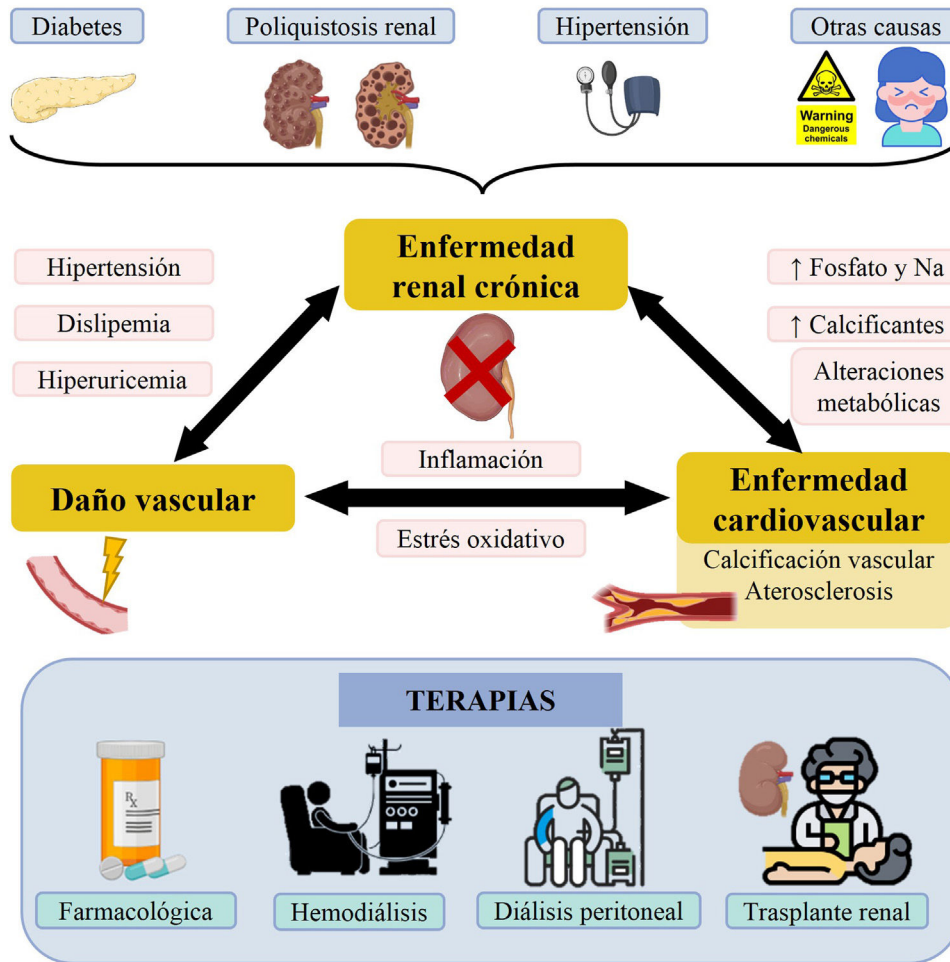 Diabetes
Poliquistosis renal
Hipertensión
Otras causas
Warning
Dangerous
chemicals
Enfermedad
renal crónica
Hipertensión
Dislipemia
Hiperuricemia
↑ Fosfato y Na
↑ Calcificantes
Alteraciones
metabólicas
Inflamación
Estrés oxidativo
Daño vascular
Enfermedad
cardiovascular
Calcificación vascular
Aterosclerosis
TERAPIAS
Rx
Farmacológica
Hemodiálisis
Diálisis peritoneal
Trasplante renal